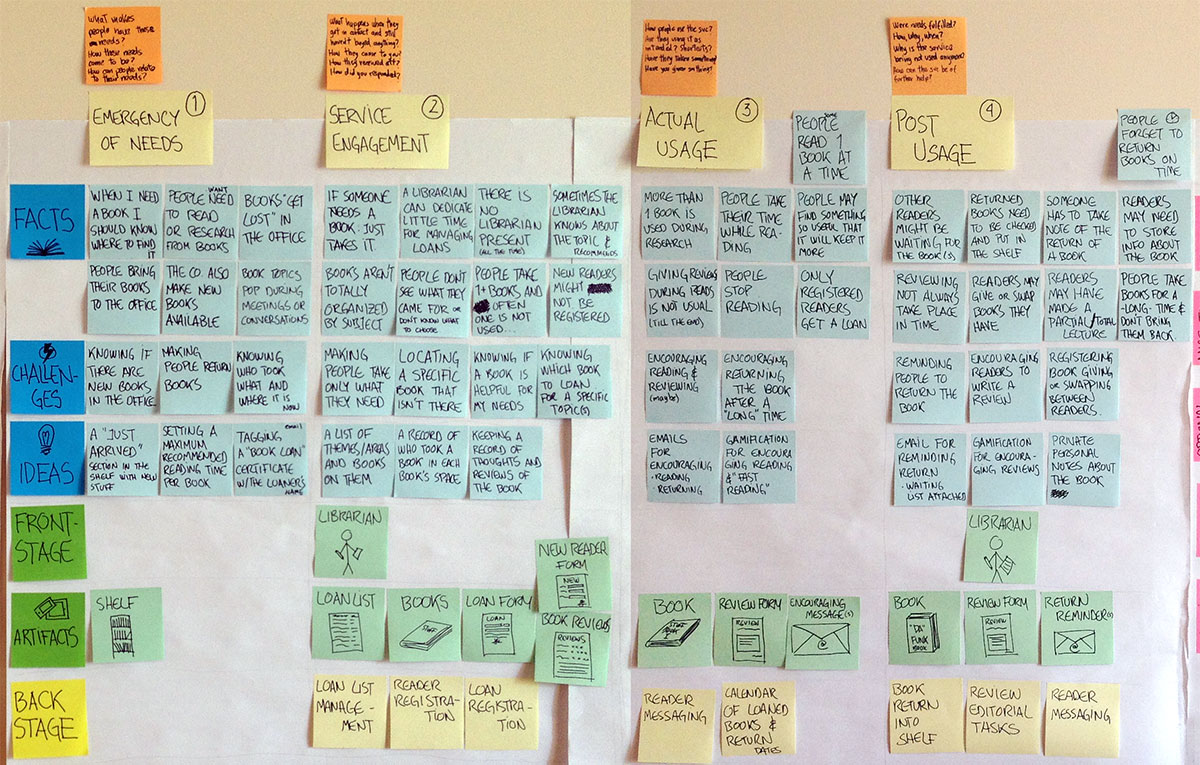 What makes
people have these
needs?
How these needs
come to be?
How can people relate
to their needs?
What happens when they
get in contact and still
haven't buyed anything?
How they come to you?
How they received ott?
How did you responded?
How people use the svc?
Are they using it as
intended? Shortcuts?
Have they taken something?
Have you given something?
Were needs fulfilled?
How, why, when?
Why is the service
being not used anymore?
How can the svc be of
further help?
EMERGENCY
OF NEEDS
1
SERVICE
ENGAGEMENT
2
ACTUAL
USAGE
3
PEOPLE
READ 1
BOOK AT
A TIME
POST
USAGE
4
PEOPLE
FORGET TO
RETURN
BOOKS ON
TIME
FACTS
WHEN I NEED
A BOOK I
SHOULD KNOW
WHERE TO FIND
IT
PEOPLE WANT NEED
TO READ
OR RESEARCH
FROM BOOKS
BOOKS "GET
LOST" IN
THE OFFICE
IF SOMEONE
NEEDS A
BOOK, JUST
TAKES IT
A LIBRARIAN
CAN DEDICATE
LITTLE TIME
FOR MANAGING
LOANS
THERE IS
NO
LIBRARIAN
PRESENT
(ALL THE TIME)
SOMETIMES THE
LIBRARIAN
KNOWS ABOUT
THE TOPIC &
RECOMMENDS
MORE THAN
1 BOOK IS
USED DURING
RESEARCH
PEOPLE TAKE
THEIR TIME
WHILE REA-
DING
PEOPLE MAY
FIND SOMETHING
SO USEFUL THAT
IT WILL KEEP IT
MORE
OTHER
READERS
MIGHT BE
WAITING FOR
THE BOOK(S)
RETURNED
BOOKS NEED
TO BE CHECKED
AND PUT IN
THE SHELF
SOMEONE
HAS TO TAKE
NOTE OF THE
RETURN OF
A BOOK
READERS
MAY NEED
TO STORE
INFO ABOUT
THE BOOK
PEOPLE BRING
THEIR BOOKS
TO THE OFFICE
THE CO. ALSO
MAKE NEW
BOOKS
AVAILABLE
BOOK TOPICS
POP DURING
MEETINGS OR
CONVERSATIONS
BOOKS AREN'T
TOTALLY
ORGANIZED
BY SUBJECT
PEOPLE DON'T
SEE WHAT THEY
CAME FOR OR
DON'T KNOW WHAT
TO CHOOSE
PEOPLE TAKE
1+ BOOKS AND
OFTEN
ONE IS NOT
USED...
NEW READERS
MIGHT
NOT BE
REGISTERED
GIVING REVIEWS
DURING READS
IS NOT USUAL
(TILL THE END)
PEOPLE
STOP
READING
ONLY
REGISTERED
READERS
GET A LOAN
REVIEWING
NOT ALWAYS
TAKE PLACE
IN TIME
READERS MAY
GIVE OR SWAP
BOOKS THEY
HAVE
READERS
MAY HAVE
MADE A
PARTIAL/TOTAL
LECTURE
PEOPLE TAKE
BOOKS FOR A
LONG-TIME &
DON'T BRING
THEM BACK
CHALLEN-
GES
KNOWING IF
THERE ARE
NEW BOOKS
IN THE OFFICE
MAKING
PEOPLE RETURN
BOOKS
KNOWING
WHO TOOK
WHAT AND
WHERE IT IS
NOW
MAKING
PEOPLE TAKE
ONLY WHAT
THEY NEED
LOCATING
A SPECIFIC
BOOK THAT
ISN'T THERE
KNOWING IF
A BOOK IS
HELPFUL FOR
MY NEEDS
KNOWING
WHICH BOOK
TO LOAN
FOR A SPECIFIC
TOPIC(S)
ENCOURAGING
READING &
REVIEWING
(maybe)
ENCOURAGING
RETURNING
THE BOOK
AFTER A
"LONG" TIME
REMINDING
PEOPLE TO
RETURN THE
BOOK
ENCOURAGING
READERS TO
WRITE A
REVIEW
REGISTERING
BOOK GIVING
OR SWAPPING
BETWEEN
READERS.
IDEAS
A "JUST
ARRIVED"
SECTION IN THE
SHELF WITH NEW
STUFF
SETTING A
MAXIMUM
RECOMMENDED
READING TIME
PER BOOK
TAGGING EMAIL
A "BOOK LOAN"
CERTIFICATE
W/THE LOANER'S
NAME
A LIST OF
THEMES/AREAS
AND BOOKS
ON THEM
A RECORD OF
WHO TOOK A
BOOK IN EACH
BOOK'S SPACE
KEEPING A
RECORD OF
THOUGHTS AND
REVIEWS OF
THE BOOK
EMAILS
FOR
ENCOURAGING
- READING
- RETURNING
GAMIFICATION
FOR ENCOUR-
AGING READING
& "FAST
READING"
EMAIL FOR
REMINDING
RETURN
- WAITING
LIST ATTACHED
GAMIFICATION
FOR ENCOUR-
AGING REVIEWS
PRIVATE
PERSONAL
NOTES ABOUT
THE BOOK
FRONT-
STAGE
LIBRARIAN
NEW READER
FORM
NEW
LIBRARIAN
ARTIFACTS
SHELF
LOAN LIST
BOOKS
LOAN FORM
LOAN
BOOK REVIEWS
REVIEWS
BOOK
REVIEW FORM
REVIEW
ENCOURAGING
MESSAGE(S)
BOOK
DA'
FUNK
BOOK
REVIEW FORM
REVIEW
RETURN
REMINDER(S)
BACK
STAGE
LOAN LIST
MANAGE-
MENT
READER
REGISTRA-
TION
LOAN
REGISTRA-
TION
READER
MESSAGING
CALENDAR
OF LOANED
BOOKS &
RETURN
DATES
BOOK
RETURN
INTO
SHELF
REVIEW
EDITORIAL
TASKS
READER
MESSAGING